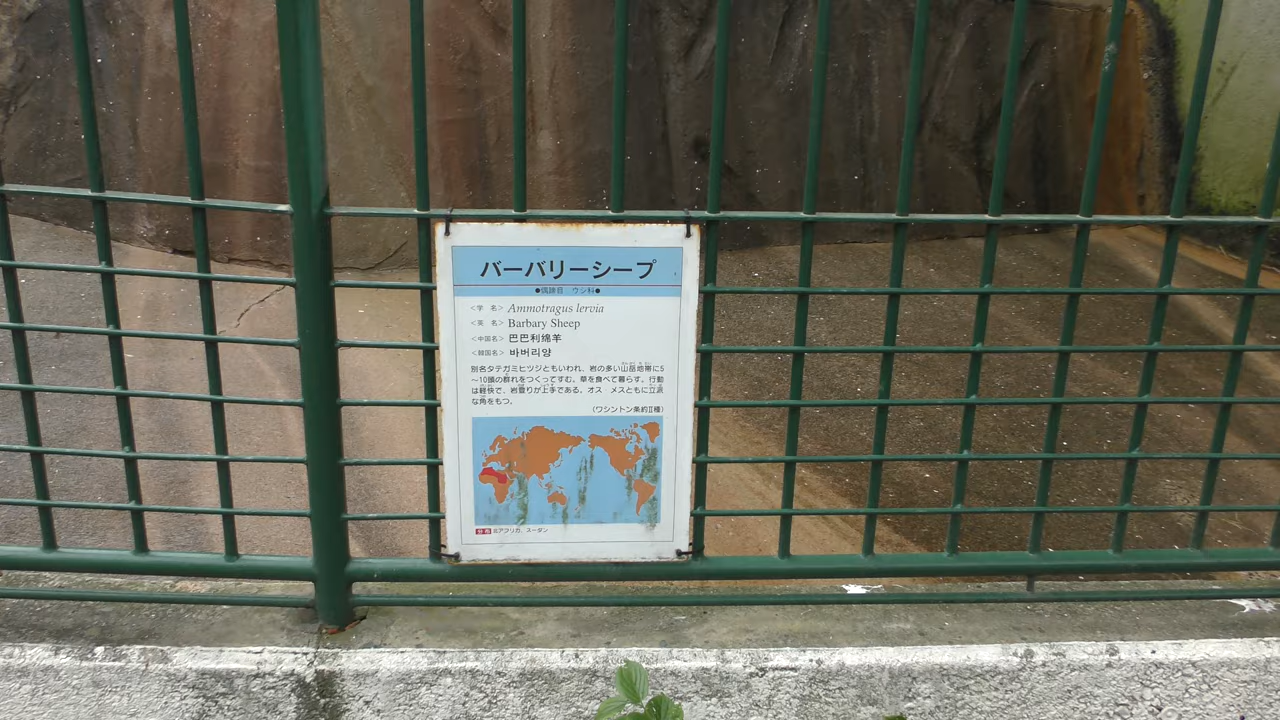 バーバリーシープ
●偶蹄目 ウシ科●
<学 名> Ammotragus lervia
<英 名> Barbary Sheep
<中国名> 巴巴利绵羊
<韓国名> 바버리양
別名タテガミヒツジともいわれ、岩の多い山岳地帯に5
～10頭の群れをつくってすむ。草を食べて暮らす。行動
は軽快で、岩登りが上手である。オス メスともに立派
な角をもつ。
(ワシントン条約Ⅱ種)
分布 北アフリカ、スーダン